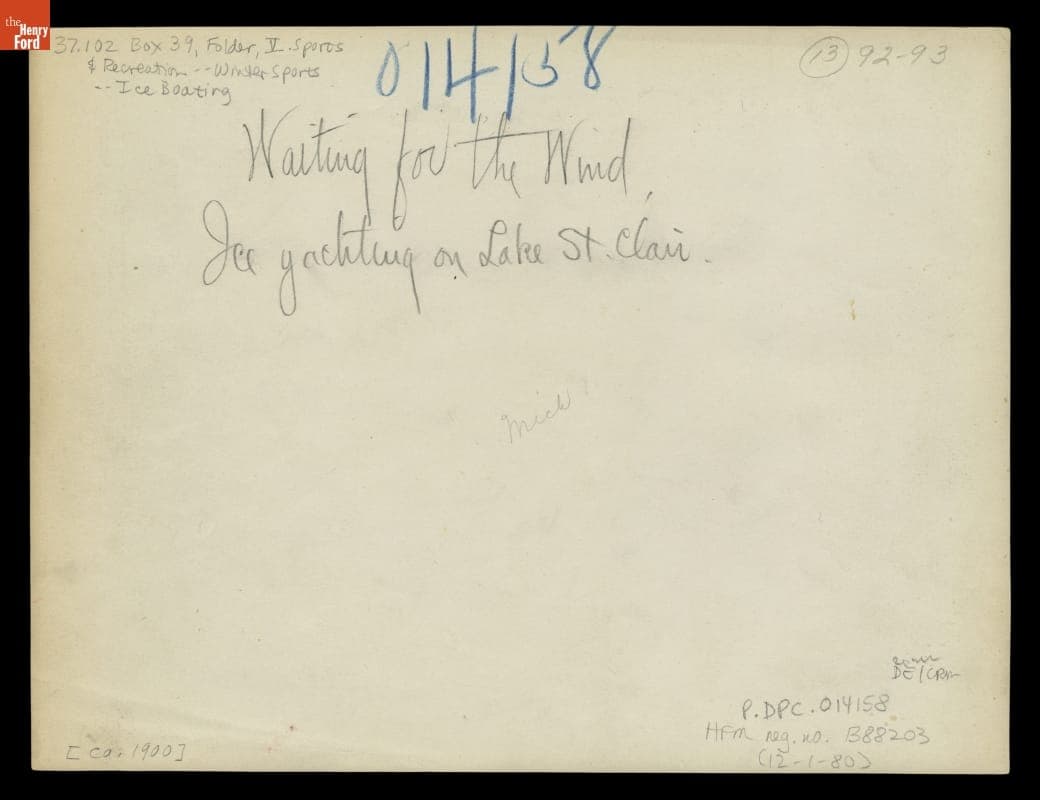 the
Henry
Ford
37.102 Box 39, Folder, V. Sports
& Recreation -- Winter Sports
-- Ice Boating
014158
13 92-93
Waiting for the Wind,
Ice yachting on Lake St. Clair.
Mich
DE/CRM
P.DPC.014158
HFM reg. no. B88203
(12-1-80)
[ca. 1900]